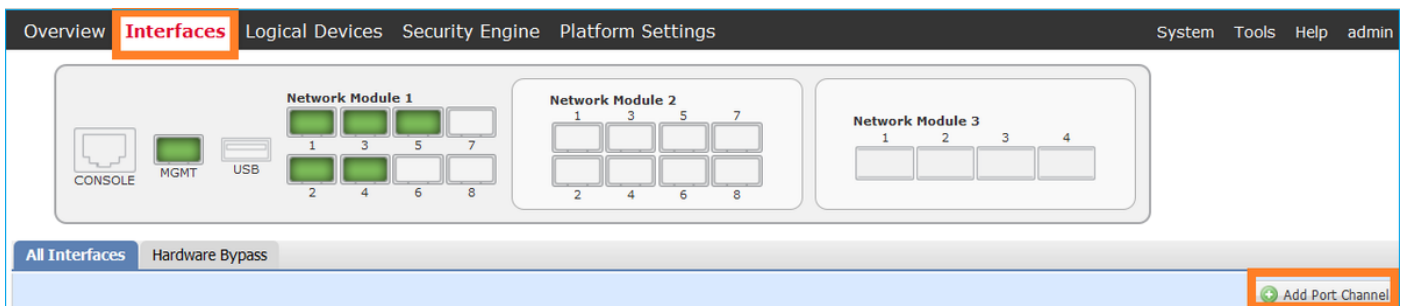 Overview Interfaces Logical Devices Security Engine Platform Settings System Tools Help admin
Network Module 1
Network Module 2
1 3 5 7
Network Module 3
1 2 3 4
1 3 5 7
CONSOLE MGMT USB
2 4 6 8
2 4 6 8
All Interfaces Hardware Bypass
Add Port Channel